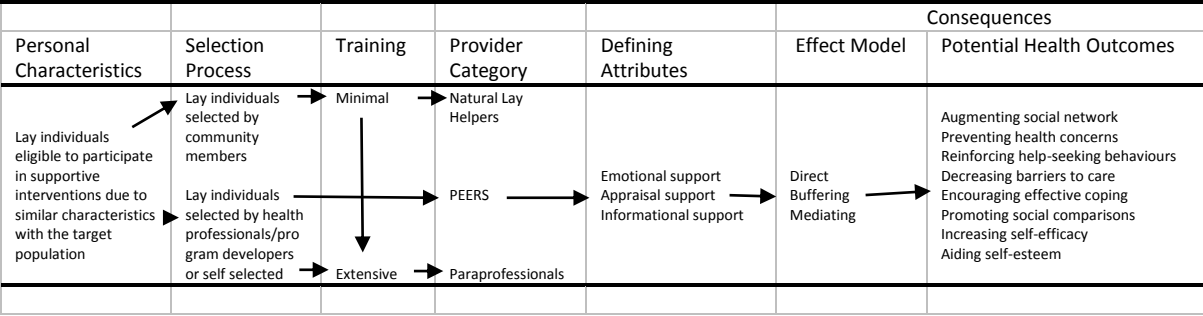 Consequences
Personal
Characteristics
Selection
Process
Training
Provider
Category
Defining
Attributes
Effect Model
Potential Health Outcomes
Lay individuals
eligible to participate
in supportive
interventions due to
similar characteristics
with the target
population
Lay individuals
selected by
community
members
Lay individuals
selected by health
professionals/pro
gram developers
or self selected
Minimal
Extensive
Natural Lay
Helpers
PEERS
Paraprofessionals
Emotional support
Appraisal support
Informational support
Direct
Buffering
Mediating
Augmenting social network
Preventing health concerns
Reinforcing help-seeking behaviours
Decreasing barriers to care
Encouraging effective coping
Promoting social comparisons
Increasing self-efficacy
Aiding self-esteem